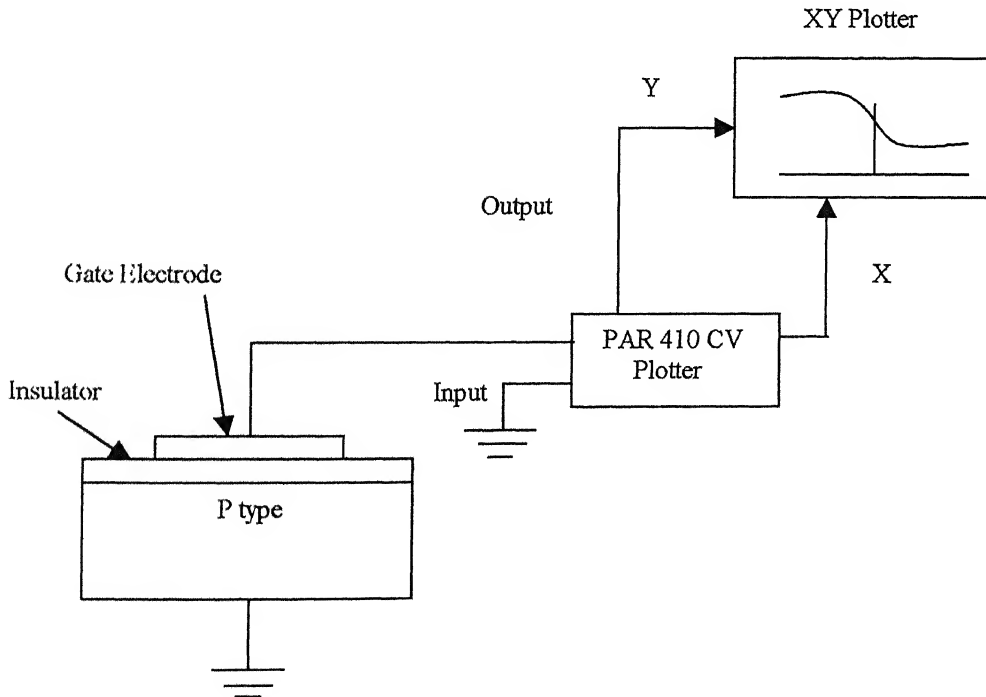 XY Plotter
Y
Output
Gate Electrode
X
PAR 410 CV
Plotter
Insulator
Input
P type